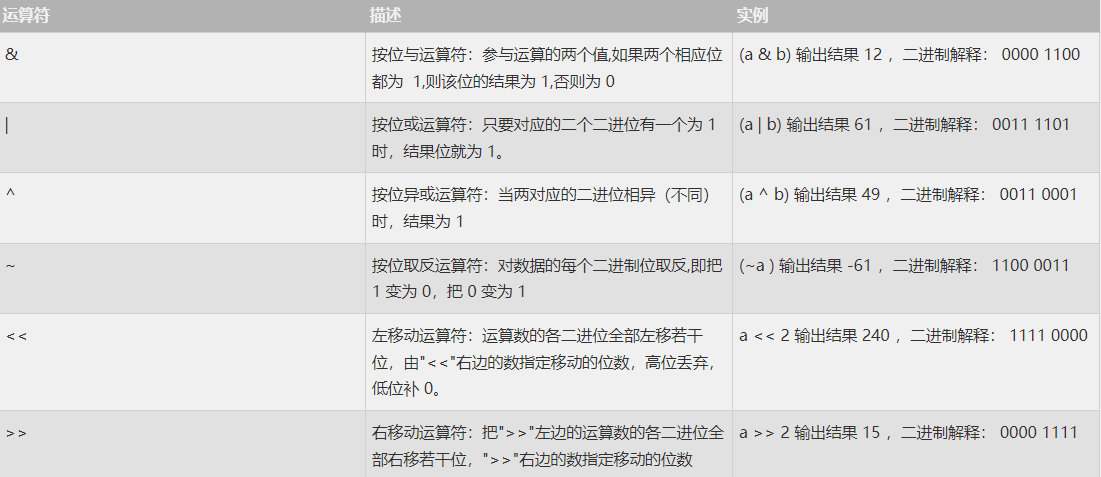 运算符 描述 实例
& 按位与运算符：参与运算的两个值,如果两个相应位 (a & b) 输出结果 12 ，二进制解释： 0000 1100
都为 1,则该位的结果为 1,否则为 0
| 按位或运算符：只要对应的二个二进位有一个为 1 (a | b) 输出结果 61 ，二进制解释： 0011 1101
时，结果位就为 1。
^ 按位异或运算符：当两对应的二进位相异（不同） (a ^ b) 输出结果 49 ，二进制解释： 0011 0001
时，结果为 1
~ 按位取反运算符：对数据的每个二进制位取反,即把 (~a ) 输出结果 -61 ，二进制解释： 1100 0011
1 变为 0，把 0 变为 1
<< 左移动运算符：运算数的各二进位全部左移若干 a << 2 输出结果 240 ，二进制解释： 1111 0000
位，由"<<"右边的数指定移动的位数，高位丢弃，
低位补 0。
>> 右移动运算符：把">>"左边的运算数的各二进位全 a >> 2 输出结果 15 ，二进制解释： 0000 1111
部右移若干位，">>"右边的数指定移动的位数